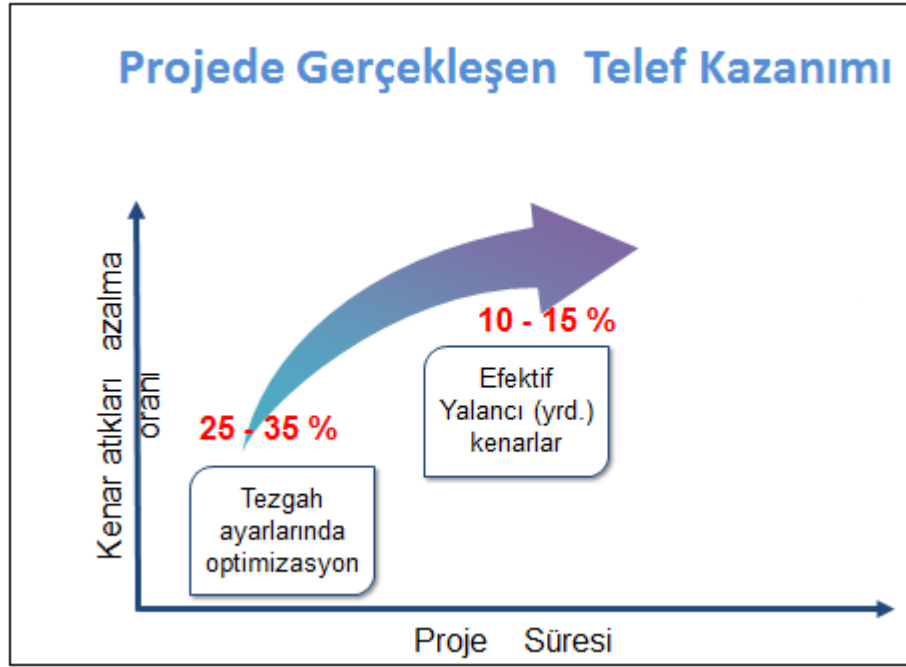 Projede Gerçekleşen Telef Kazanımı
Kenar atıkları azalma
oranı
10 - 15 %
Efektif
Yalancı (yrd.)
kenarlar
25 - 35 %
Tezgah
ayarlarında
optimizasyon
Proje Süresi